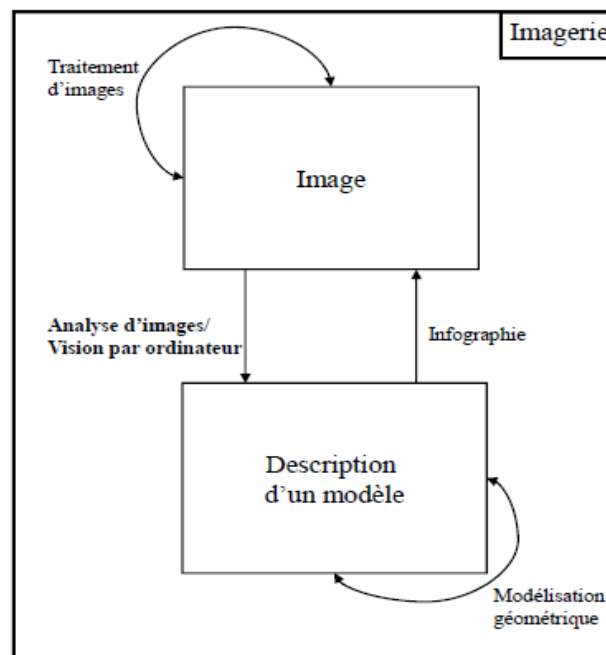 Imagerie
Traitement
d'images
Image
Analyse d'images/
Vision par ordinateur
Infographie
Description
d'un modèle
Modélisation
géométrique